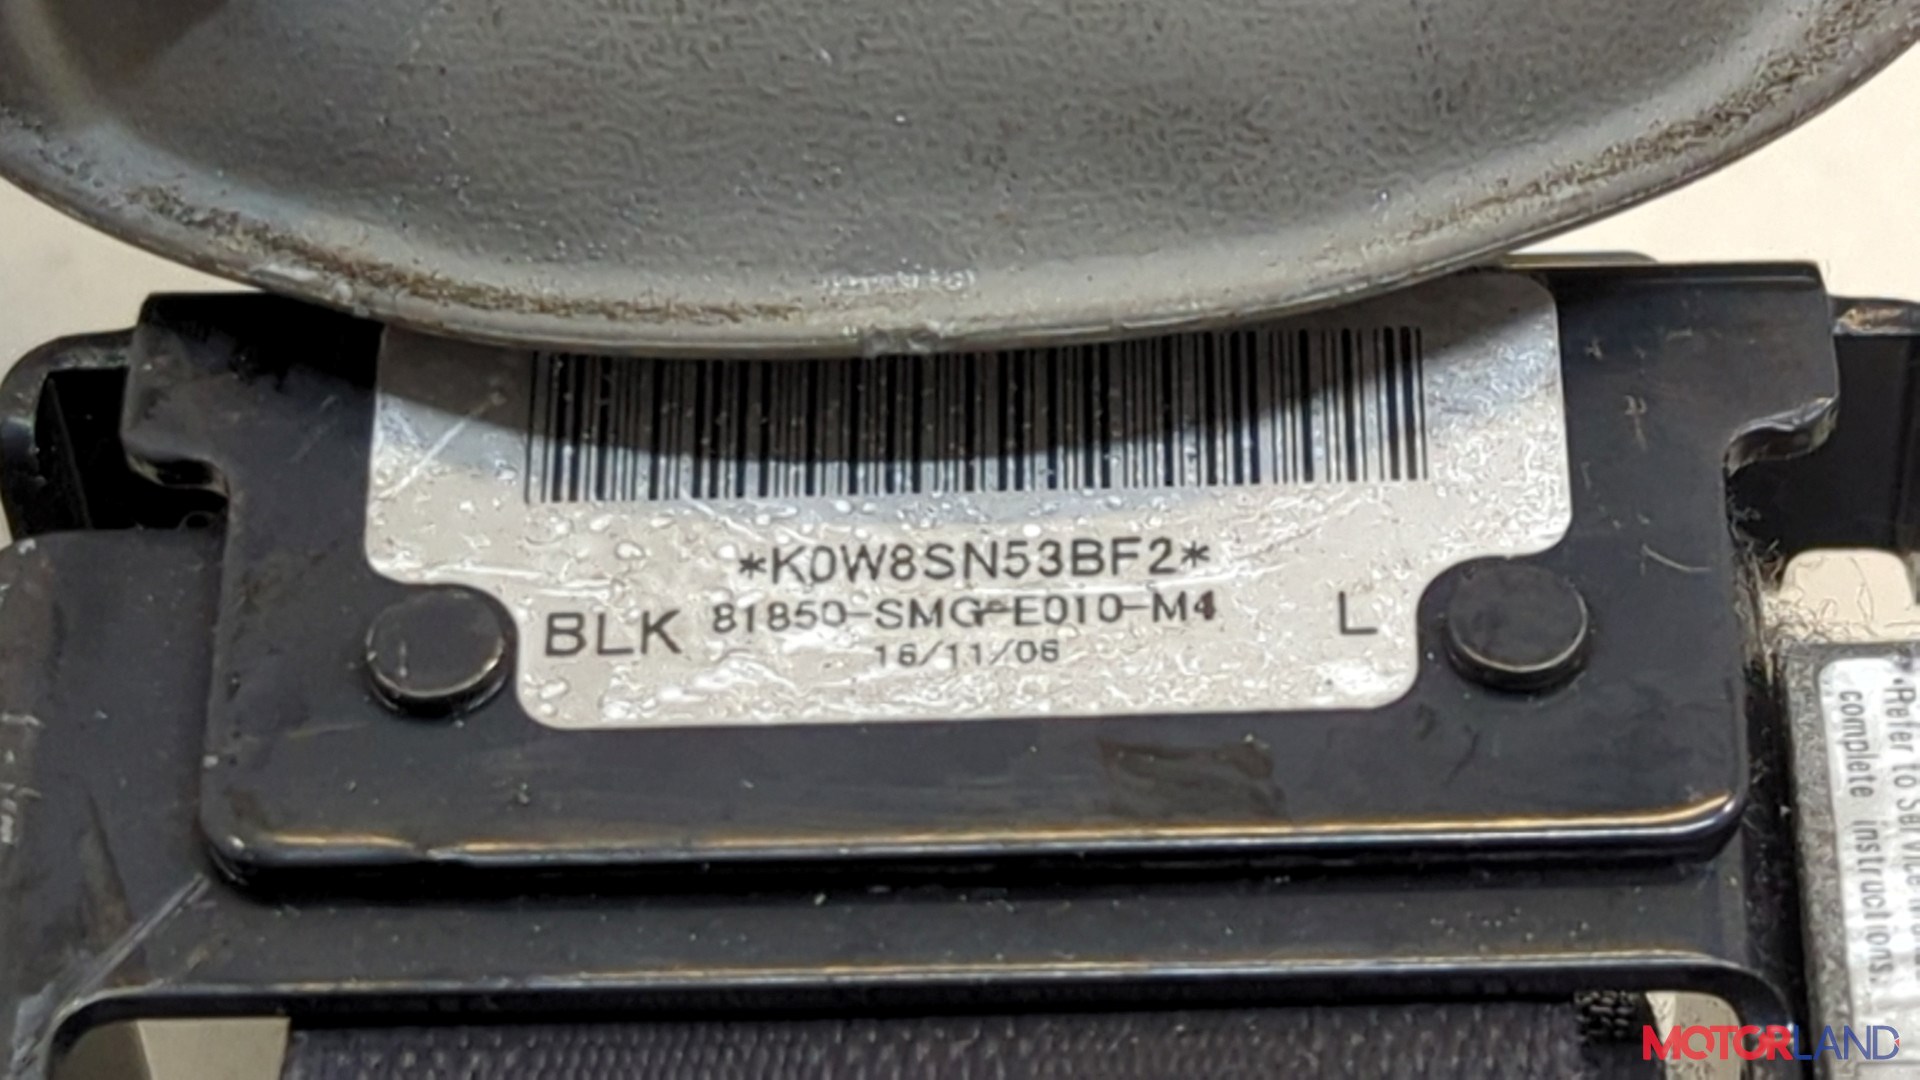 *K0W8SN53BF2*
BLK 81850-SMG-E010-M4 L
16/11/06
*Refer to Service
complete instructions.
MOTORLAND